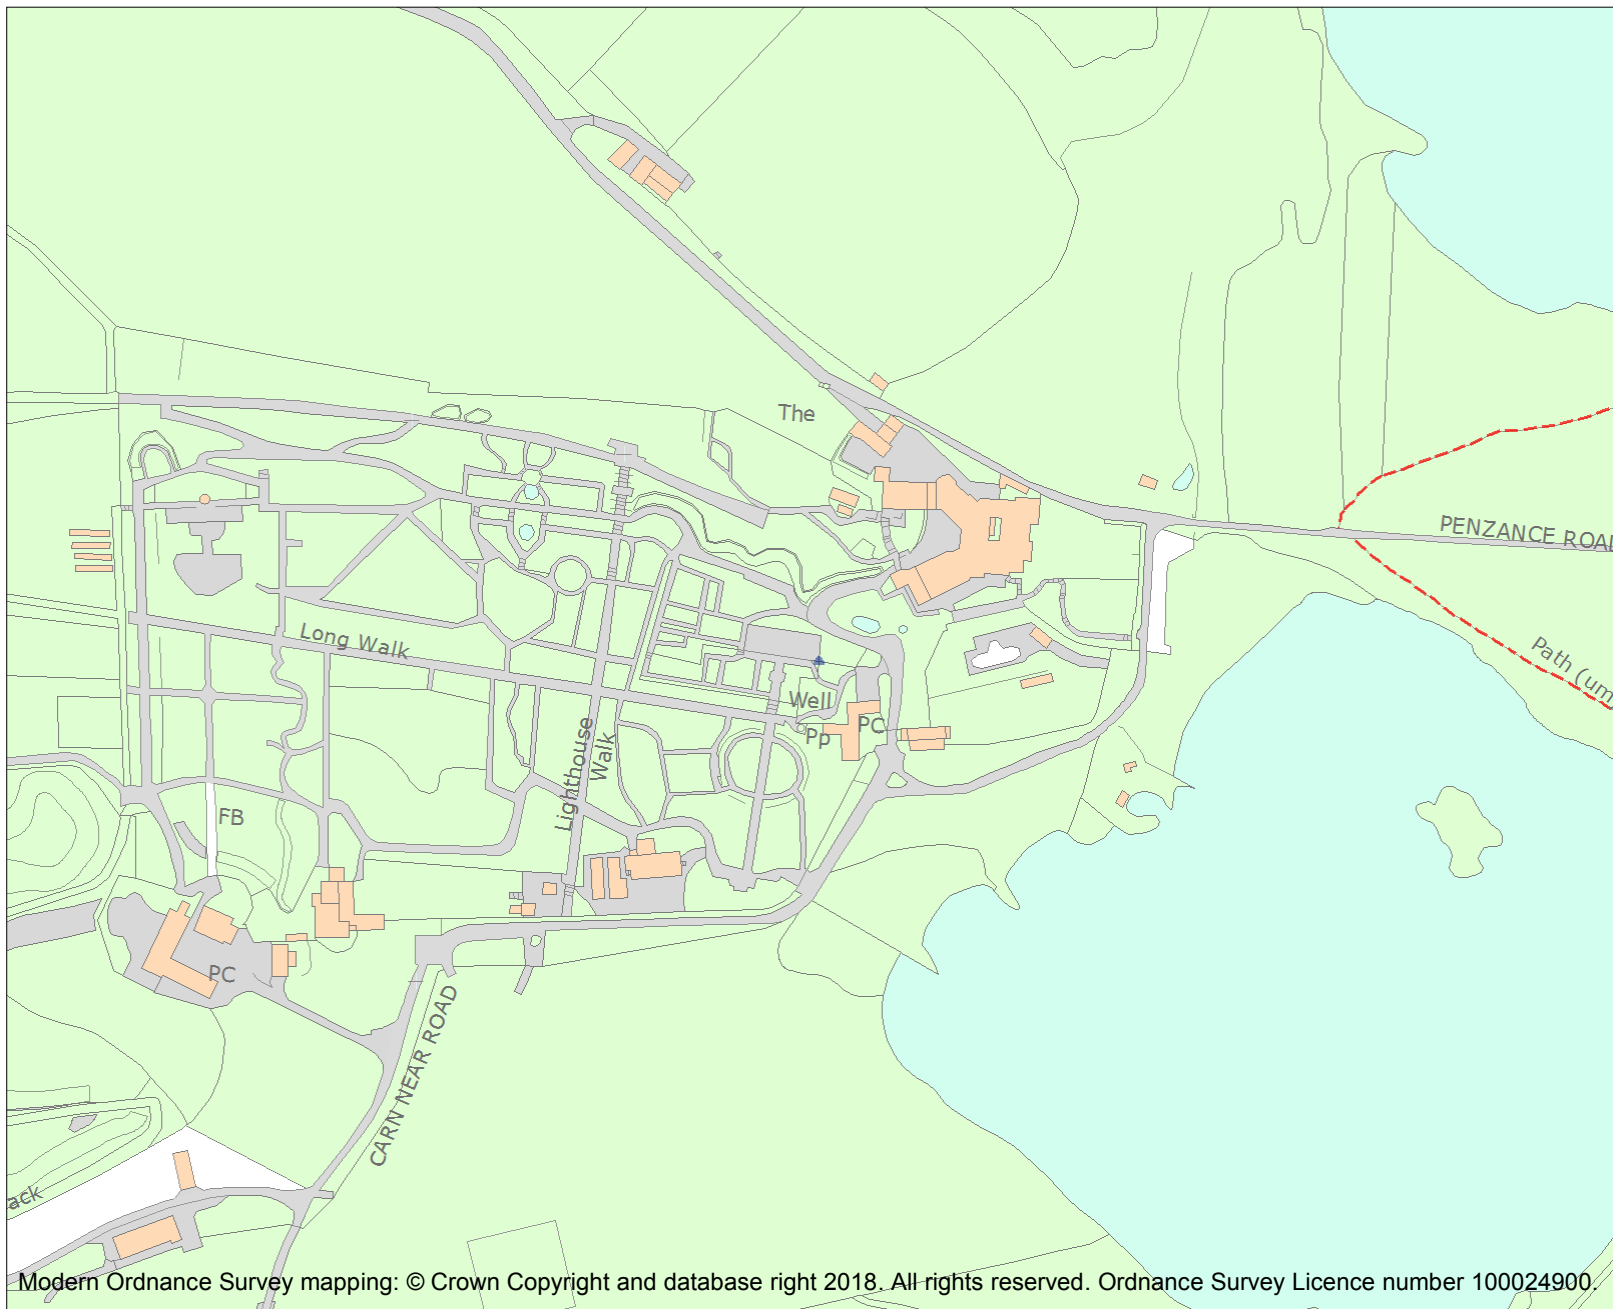 The
PENZANCE ROAD
Long Walk
Path (um
Well
Lighthouse
Walk
PC
Pp
FB
PC
CARN NEAR ROAD
ack
Modern Ordnance Survey mapping: © Crown Copyright and database right 2018. All rights reserved. Ordnance Survey Licence number 100024900.